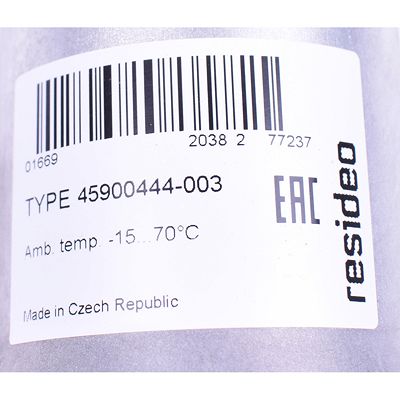 01669 2038 2 77237
TYPE 45900444-003
Amb. temp. -15...70°C
Made in Czech Republic
EAC
resideo